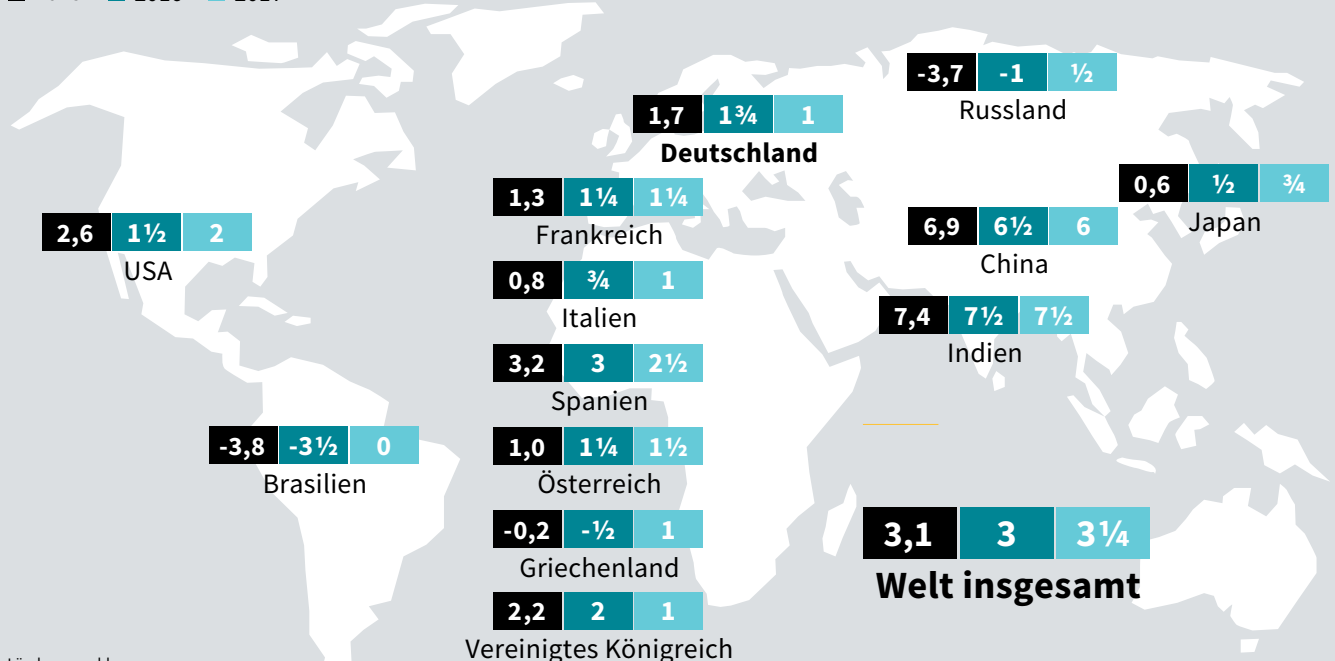 -3,7 -1 ½
Russland
1,7 1¾ 1
Deutschland
0,6 ½ ¾
Japan
1,3 1¼ 1¼
Frankreich
6,9 6½ 6
China
2,6 1½ 2
USA
0,8 ¾ 1
Italien
7,4 7½ 7½
Indien
3,2 3 2½
Spanien
-3,8 -3½ 0
Brasilien
1,0 1¼ 1½
Österreich
-0,2 -½ 1
Griechenland
3,1 3 3¼
Welt insgesamt
2,2 2 1
Vereinigtes Königreich